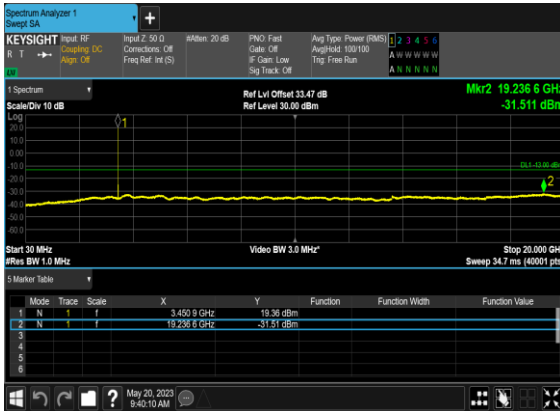 Spectrum Analyzer 1
Swept SA
+
KEYSIGHT Input: RF Input Z: 50 Ω #Atten: 20 dB PNO: Fast Avg Type: Power (RMS) 1 2 3 4 5 6
R T Coupling: DC Corrections: Off Gate: Off Avg|Hold: 100/100 A W W W W W
Align: Off Freq Ref: Int (S) IF Gain: Low Trig: Free Run
Sig Track: Off A N N N N N
1 Spectrum Ref Lvl Offset 33.47 dB Mkr2 19.236 6 GHz
Scale/Div 10 dB Ref Level 30.00 dBm -31.511 dBm
Log
20.0
10.0
0.00
-10.0
-20.0
-30.0
-40.0
-50.0
-60.0
1
DL1 -13.00 dBm
2
Start 30 MHz Video BW 3.0 MHz* Stop 20.000 GHz
#Res BW 1.0 MHz Sweep 34.7 ms (40001 pts)
5 Marker Table
Mode Trace Scale X Y Function Function Width Function Value
1 N 1 f 3.450 9 GHz 19.36 dBm
2 N 1 f 19.236 6 GHz -31.51 dBm
3
4
5
6
? May 20, 2023
9:40:10 AM